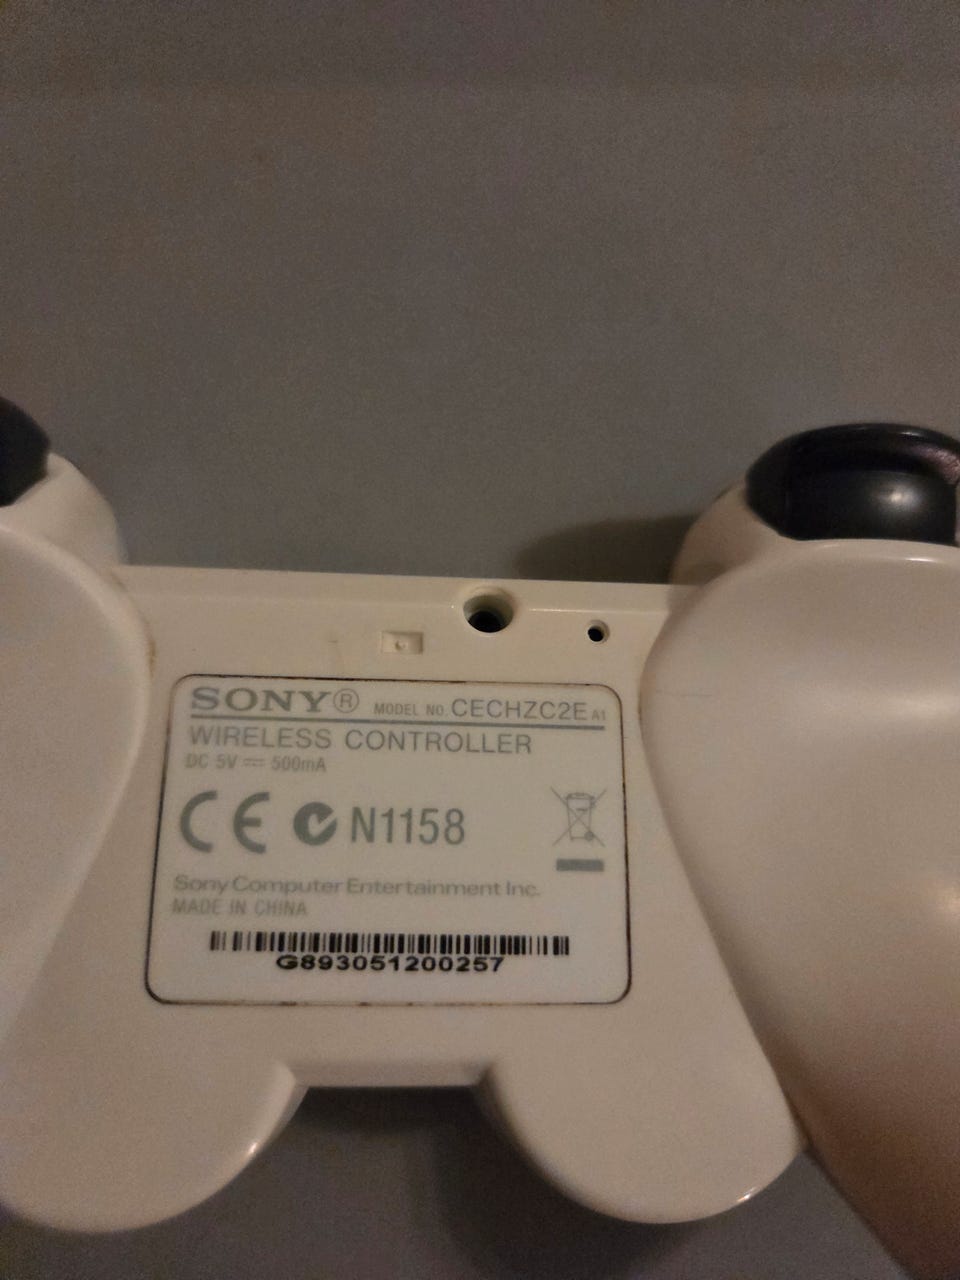 SONY® MODEL NO. CECHZC2E A1
WIRELESS CONTROLLER
DC 5V ⎓ 500mA
CE N1158
Sony Computer Entertainment Inc.
MADE IN CHINA
G893051200257